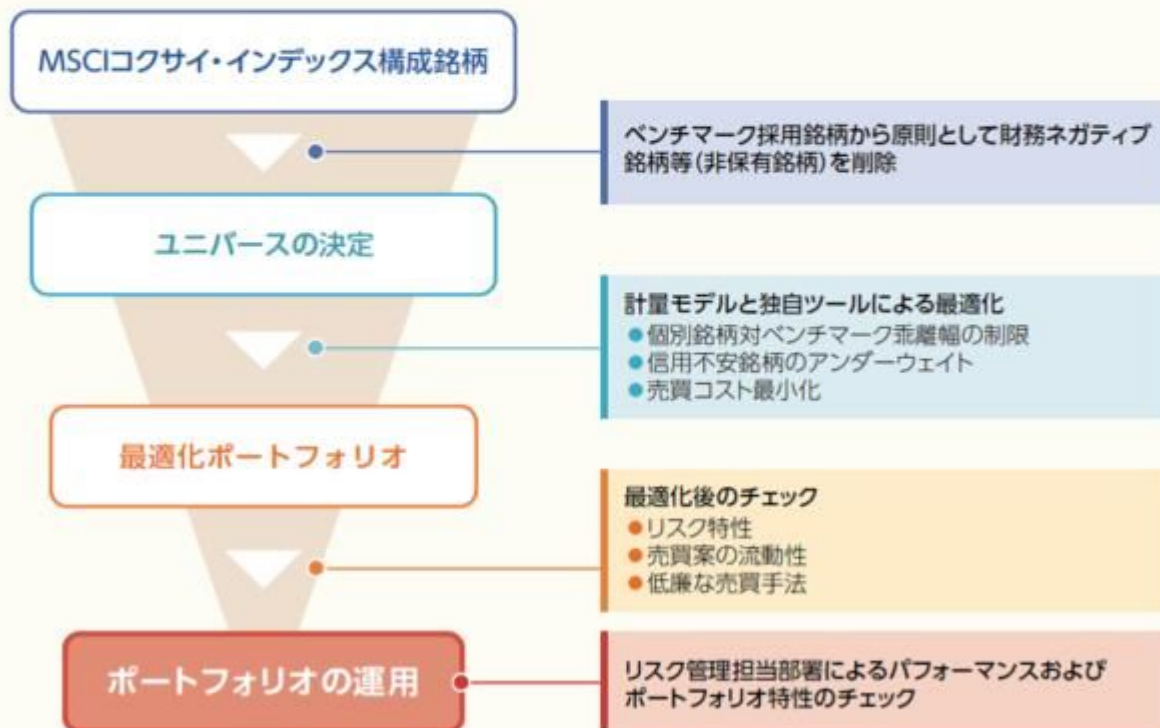 MSCIコクサイ・インデックス構成銘柄
ベンチマーク採用銘柄から原則として財務ネガティブ
銘柄等(非保有銘柄)を削除
ユニバースの決定
計量モデルと独自ツールによる最適化
●個別銘柄対ベンチマーク乖離幅の制限
●信用不安銘柄のアンダーウェイト
●売買コスト最小化
最適化ポートフォリオ
最適化後のチェック
●リスク特性
●売買案の流動性
●低廉な売買手法
ポートフォリオの運用
リスク管理担当部署によるパフォーマンスおよび
ポートフォリオ特性のチェック